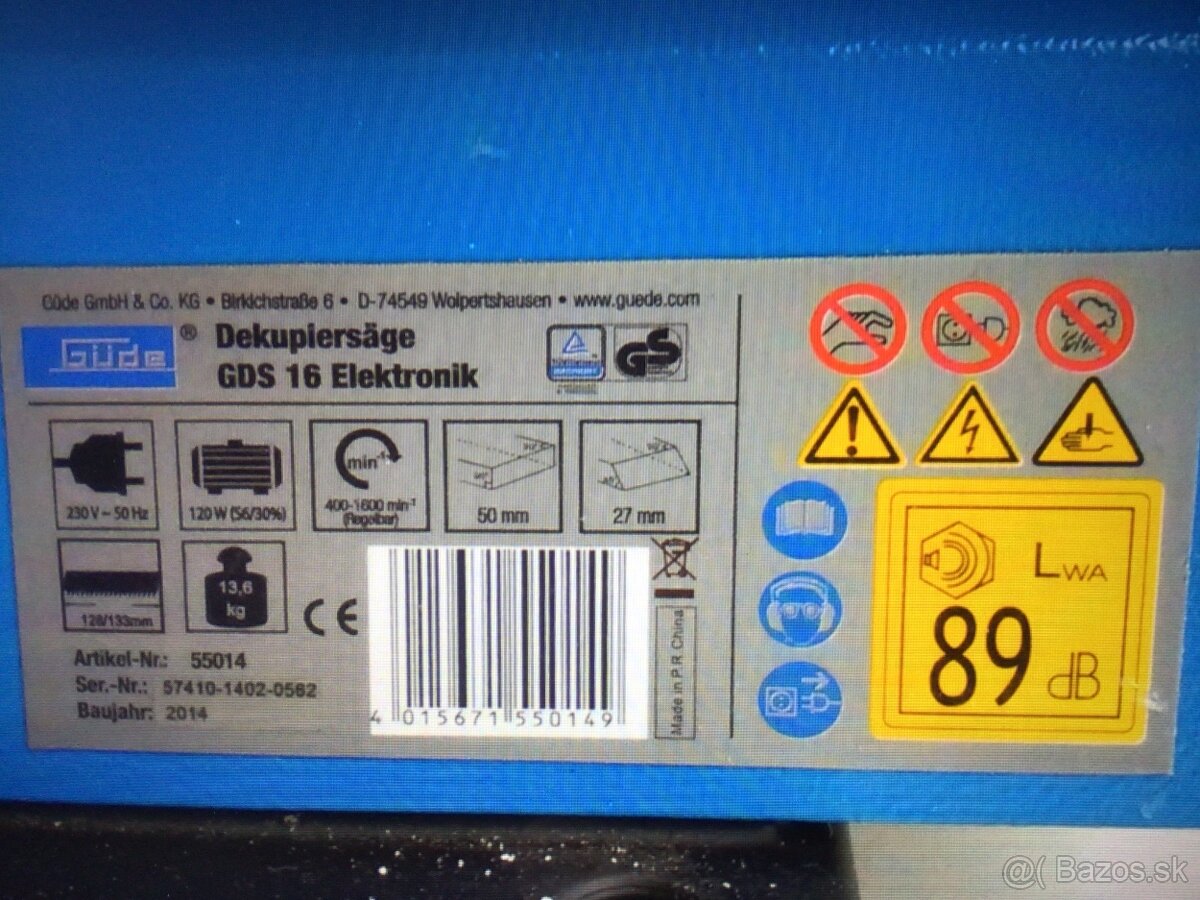 Güde GmbH & Co. KG • Birkichstraße 6 • D-74549 Wolpertshausen • www.guede.com
Güde ® Dekupiersäge
GDS 16 Elektronik
GS
min⁻¹
230 V ~ 50 Hz
120 W (S6/30%)
400-1600 min⁻¹
(Regelbar)
90°
90°
50 mm
45°
27 mm
128/133mm
13,6
kg
CE
Artikel-Nr.: 55014
Ser.-Nr.: 57410-1402-0562
Baujahr: 2014
4 015671 550149
Made in P.R. China
LWA
89 dB
@( Bazos.sk